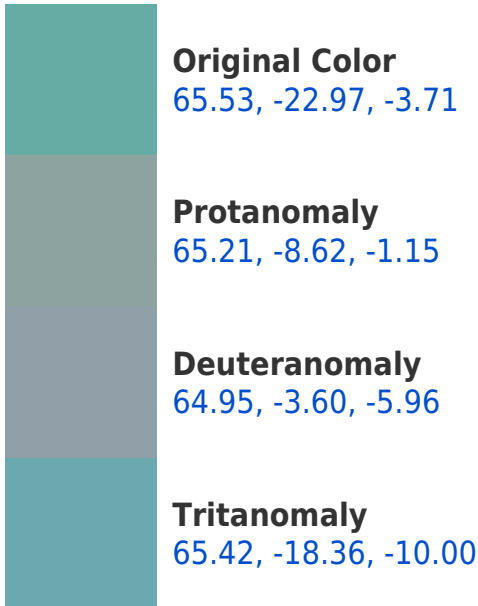 Original Color
65.53, -22.97, -3.71
Protanomaly
65.21, -8.62, -1.15
Deuteranomaly
64.95, -3.60, -5.96
Tritanomaly
65.42, -18.36, -10.00